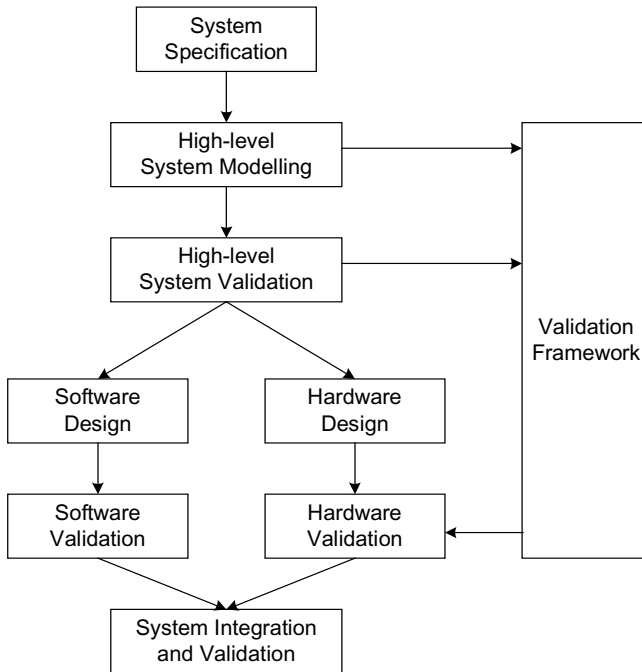 System
Specification
High-level
System Modelling
High-level
System Validation
Validation
Framework
Software
Design
Hardware
Design
Software
Validation
Hardware
Validation
System Integration
and Validation